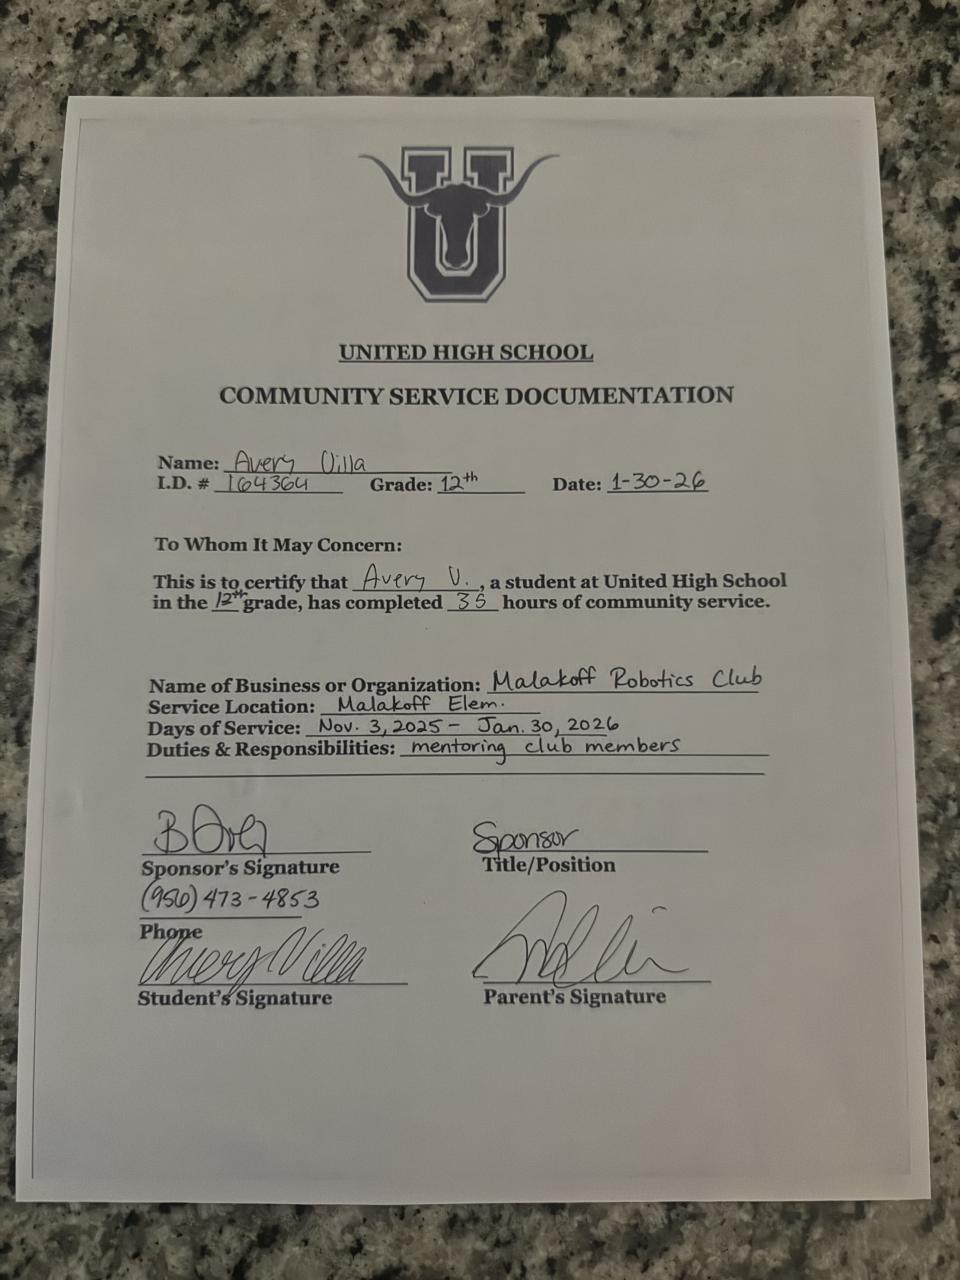 U
UNITED HIGH SCHOOL
COMMUNITY SERVICE DOCUMENTATION
Name: Avery Villa
I.D. # 164364 Grade: 12th Date: 1-30-26
To Whom It May Concern:
This is to certify that Avery V., a student at United High School
in the 12th grade, has completed 35 hours of community service.
Name of Business or Organization: Malakoff Robotics Club
Service Location: Malakoff Elem.
Days of Service: Nov. 3, 2025 - Jan. 30, 2026
Duties & Responsibilities: mentoring club members
Sponsor
Sponsor's Signature Title/Position
(956) 473-4853
Phone
Avery Villa
Student's Signature Parent's Signature